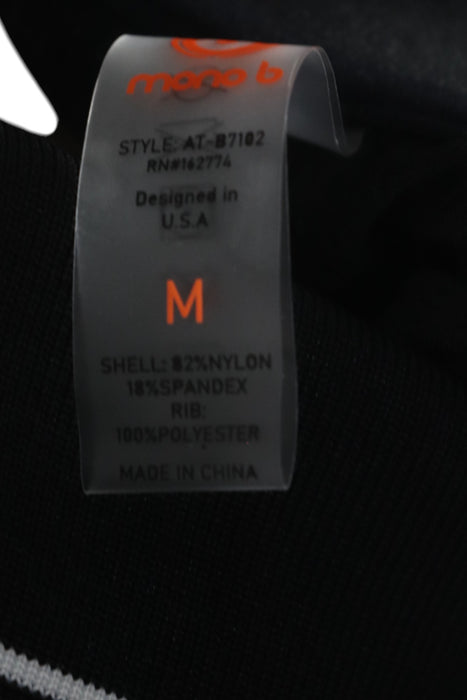 mono b
STYLE: AT-B7102
RN#162774
Designed in
U.S.A
M
SHELL: 82%NYLON
18%SPANDEX
RIB:
100%POLYESTER
MADE IN CHINA